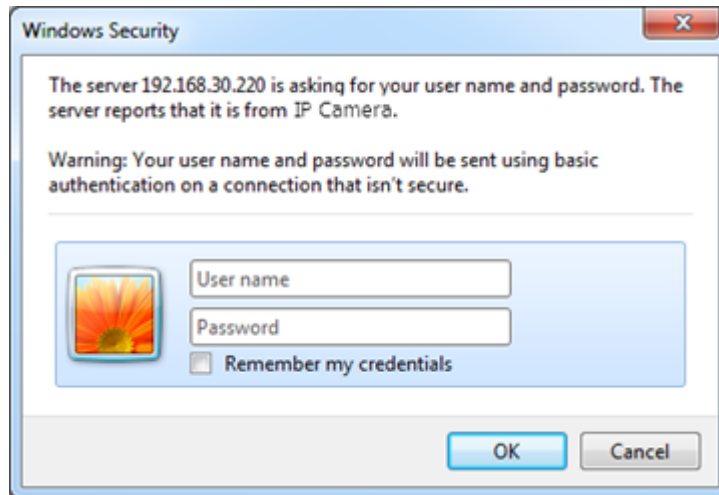 Windows Security
The server 192.168.30.220 is asking for your user name and password. The
server reports that it is from IP Camera.
Warning: Your user name and password will be sent using basic
authentication on a connection that isn't secure.
User name
Password
Remember my credentials
OK Cancel